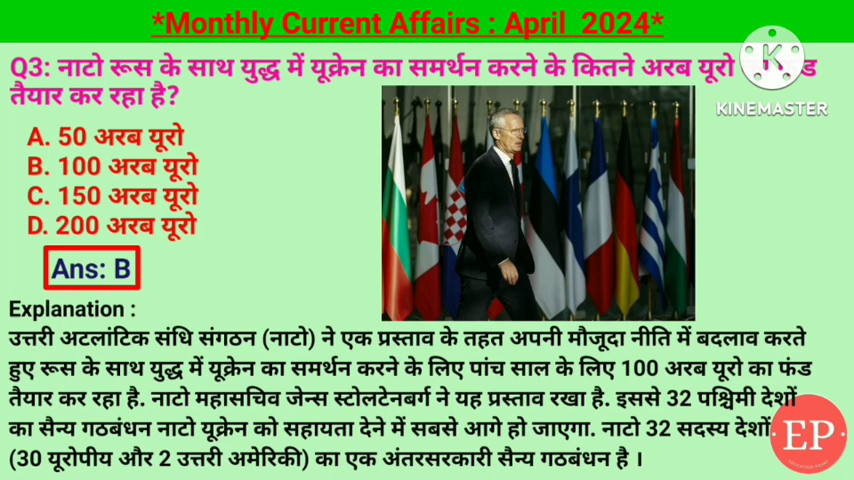 *Monthly Current Affairs : April 2024*
Q3: नाटो रूस के साथ युद्ध में यूक्रेन का समर्थन करने के कितने अरब यूरो
तैयार कर रहा है?
KINEMASTER
A. 50 अरब यूरो
B. 100 अरब यूरो
C. 150 अरब यूरो
D. 200 अरब यूरो
Ans: B
Explanation :
उत्तरी अटलांटिक संधि संगठन (नाटो) ने एक प्रस्ताव के तहत अपनी मौजूदा नीति में बदलाव करते
हुए रूस के साथ युद्ध में यूक्रेन का समर्थन करने के लिए पांच साल के लिए 100 अरब यूरो का फंड
तैयार कर रहा है. नाटो महासचिव जेन्स स्टोलटेनबर्ग ने यह प्रस्ताव रखा है. इससे 32 पश्चिमी देशों
का सैन्य गठबंधन नाटो यूक्रेन को सहायता देने में सबसे आगे हो जाएगा. नाटो 32 सदस्य देशों
(30 यूरोपीय और 2 उत्तरी अमेरिकी) का एक अंतरसरकारी सैन्य गठबंधन है ।
EP